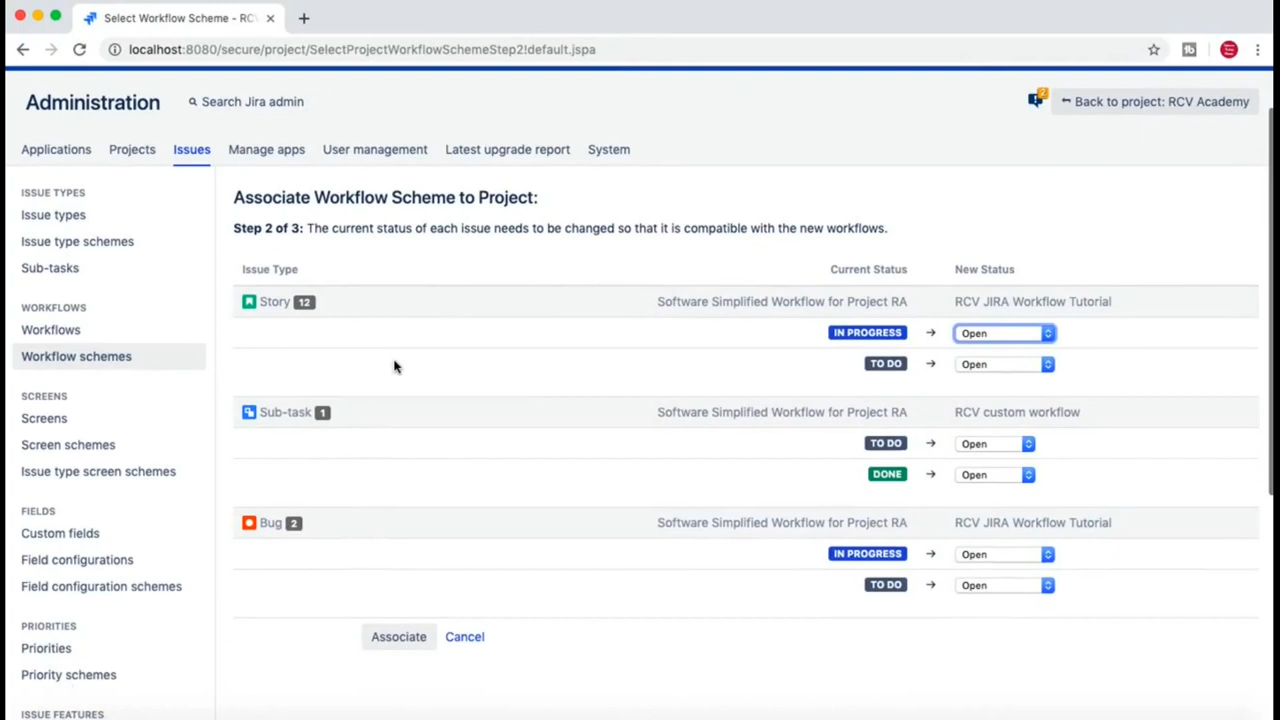 Select Workflow Scheme - RCV
localhost:8080/secure/project/SelectProjectWorkflowSchemeStep2!default.jspa
Administration
Search Jira admin
2
Back to project: RCV Academy
Applications Projects Issues Manage apps User management Latest upgrade report System
ISSUE TYPES
Issue types
Issue type schemes
Sub-tasks
WORKFLOWS
Workflows
Workflow schemes
SCREENS
Screens
Screen schemes
Issue type screen schemes
FIELDS
Custom fields
Field configurations
Field configuration schemes
PRIORITIES
Priorities
Priority schemes
ISSUE FEATURES
Associate Workflow Scheme to Project:
Step 2 of 3: The current status of each issue needs to be changed so that it is compatible with the new workflows.
Issue Type Current Status New Status
Story 12 Software Simplified Workflow for Project RA RCV JIRA Workflow Tutorial
IN PROGRESS → Open
TO DO → Open
Sub-task 1 Software Simplified Workflow for Project RA RCV custom workflow
TO DO → Open
DONE → Open
Bug 2 Software Simplified Workflow for Project RA RCV JIRA Workflow Tutorial
IN PROGRESS → Open
TO DO → Open
Associate Cancel